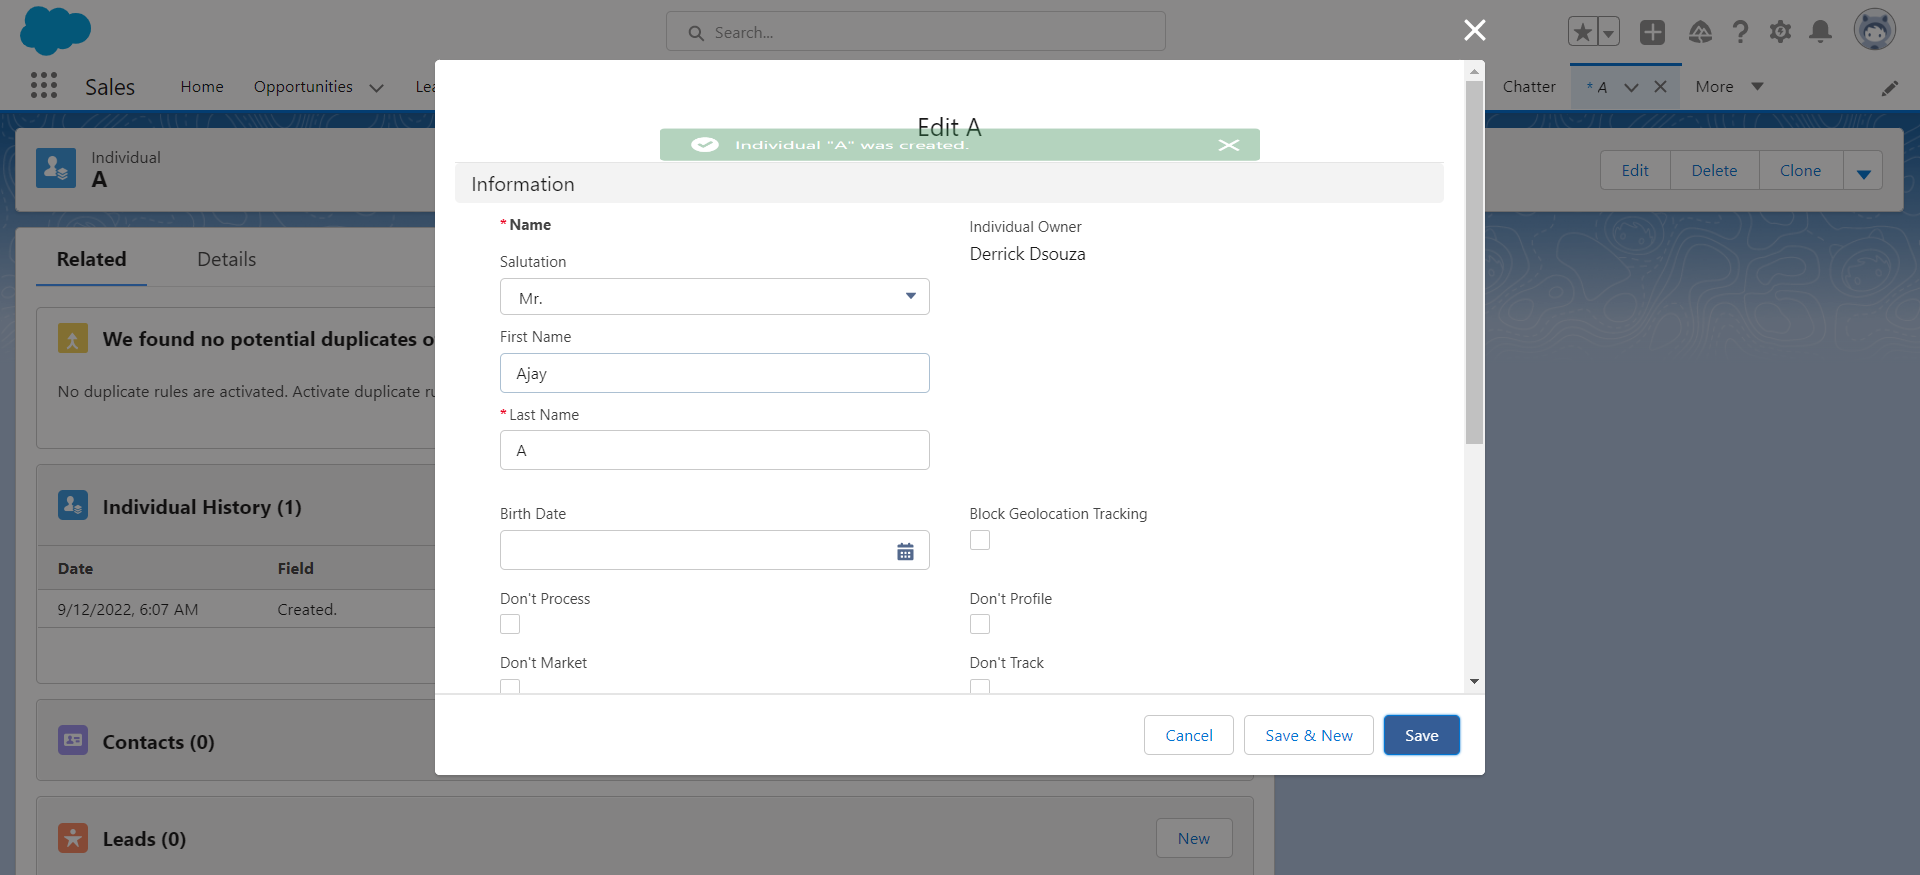 Search...
Sales
Home
Opportunities
Le
Chatter
* A
More
Individual
A
Edit
Delete
Clone
Related
Details
We found no potential duplicates o
No duplicate rules are activated. Activate duplicate ru
Individual History (1)
Date
Field
9/12/2022, 6:07 AM
Created.
Contacts (0)
Leads (0)
New
Edit A
Individual "A" was created.
Information
* Name
Individual Owner
Derrick Dsouza
Salutation
Mr.
First Name
Ajay
* Last Name
A
Birth Date
Block Geolocation Tracking
Don't Process
Don't Profile
Don't Market
Don't Track
Cancel
Save & New
Save